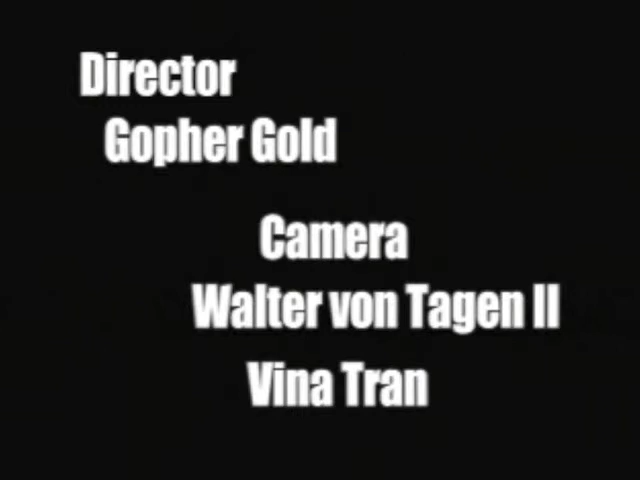 Director
Gopher Gold
Camera
Walter von Tagen II
Vina Tran